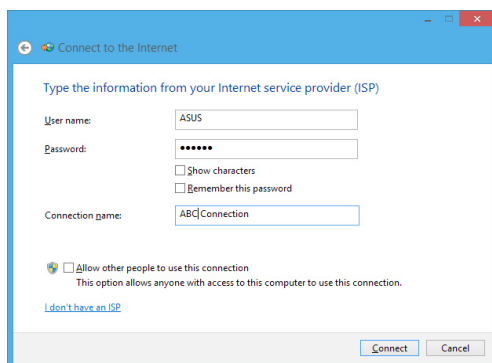 Connect to the Internet
Type the information from your Internet service provider (ISP)
User name:
ASUS
Password:
••••••
Show characters
Remember this password
Connection name:
ABC Connection
Allow other people to use this connection
This option allows anyone with access to this computer to use this connection.
I don't have an ISP
Connect
Cancel